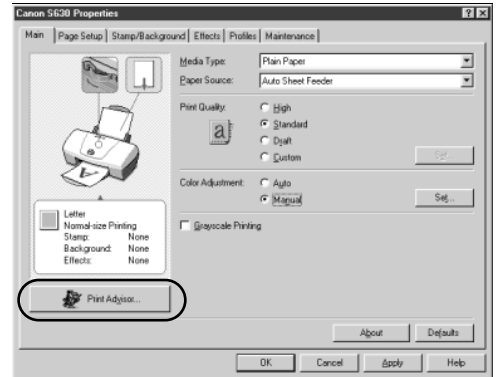 Canon S630 Properties
Main Page Setup Stamp/Background Effects Profiles Maintenance
Media Type: Plain Paper
Paper Source: Auto Sheet Feeder
Print Quality: High
Standard
Draft
Custom
Set...
Color Adjustment: Auto
Manual
Set...
Grayscale Printing
Letter
Normal-size Printing
Stamp: None
Background: None
Effects: None
Print Advisor...
About Defaults
OK Cancel Apply Help